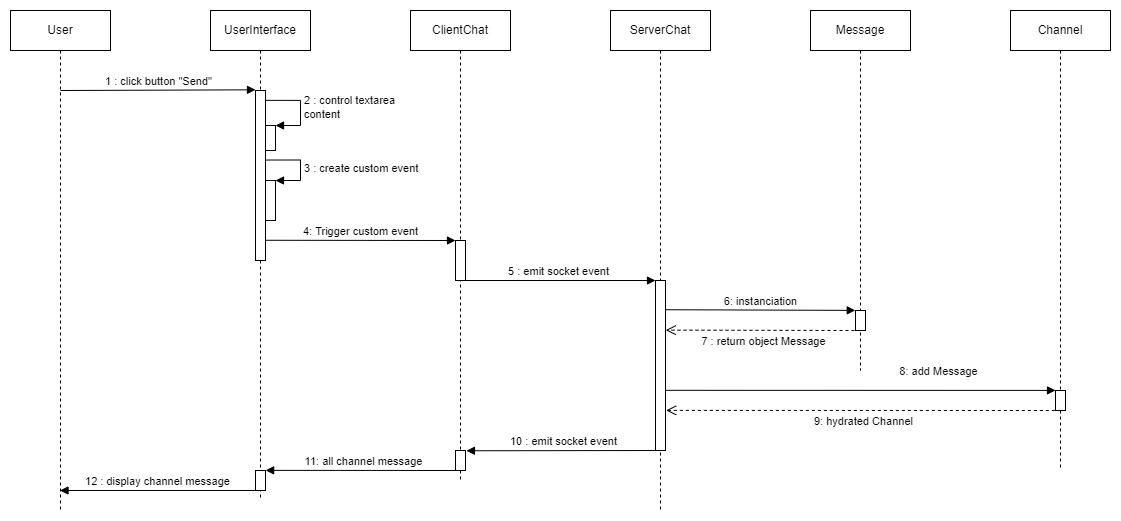 User
UserInterface
ClientChat
ServerChat
Message
Channel
1 : click button "Send"
2 : control textarea
content
3 : create custom event
4: Trigger custom event
5 : emit socket event
6: instanciation
7 : return object Message
8: add Message
9: hydrated Channel
10 : emit socket event
11: all channel message
12 : display channel message